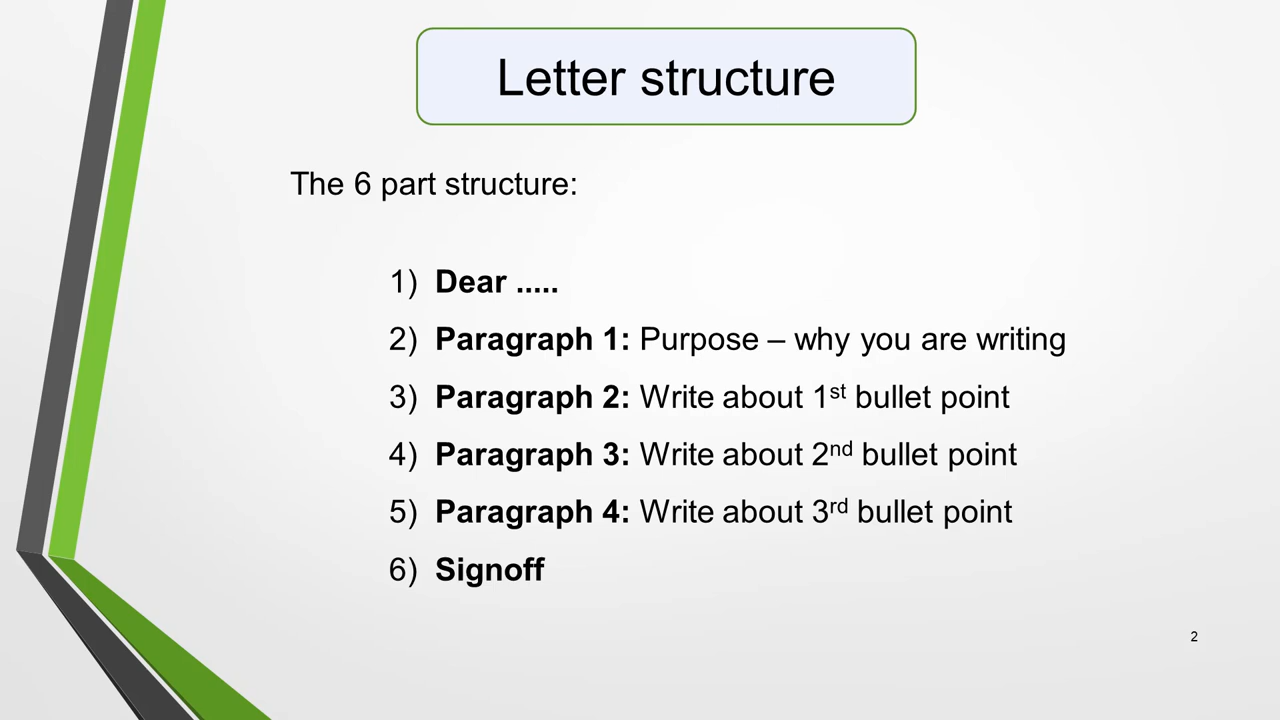 Letter structure
The 6 part structure:
1) Dear .....
2) Paragraph 1: Purpose – why you are writing
3) Paragraph 2: Write about 1st bullet point
4) Paragraph 3: Write about 2nd bullet point
5) Paragraph 4: Write about 3rd bullet point
6) Signoff
2